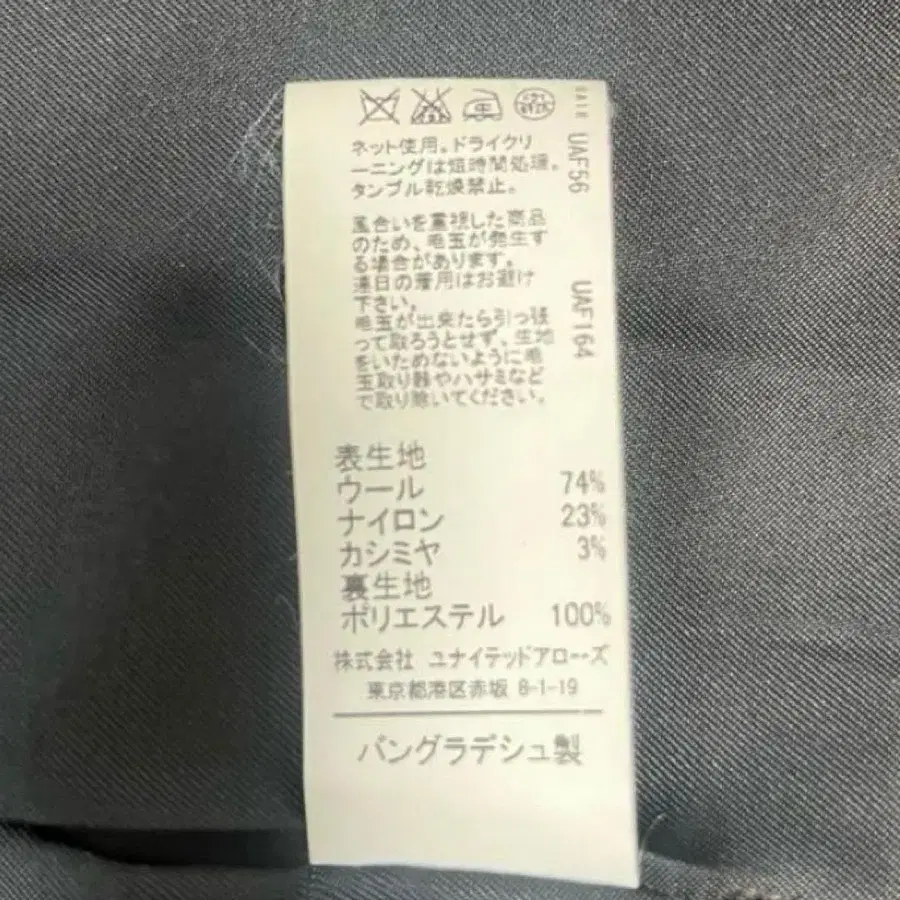 ネット使用。ドライクリ
ーニングは短時間処理。
タンブル乾燥禁止。
風合いを重視した商品
のため、毛玉が発生す
る場合があります。
連日の着用はお避け
下さい。
毛玉が出来たら引っ張
って取ろうとせず、生地
をいためないように毛
玉取り器やハサミなど
で取り除いてください。
UAF56
UAF164
表生地
ウール 74%
ナイロン 23%
カシミヤ 3%
裏生地
ポリエステル 100%
株式会社 ユナイテッドアローズ
東京都港区赤坂 8-1-19
バングラデシュ製